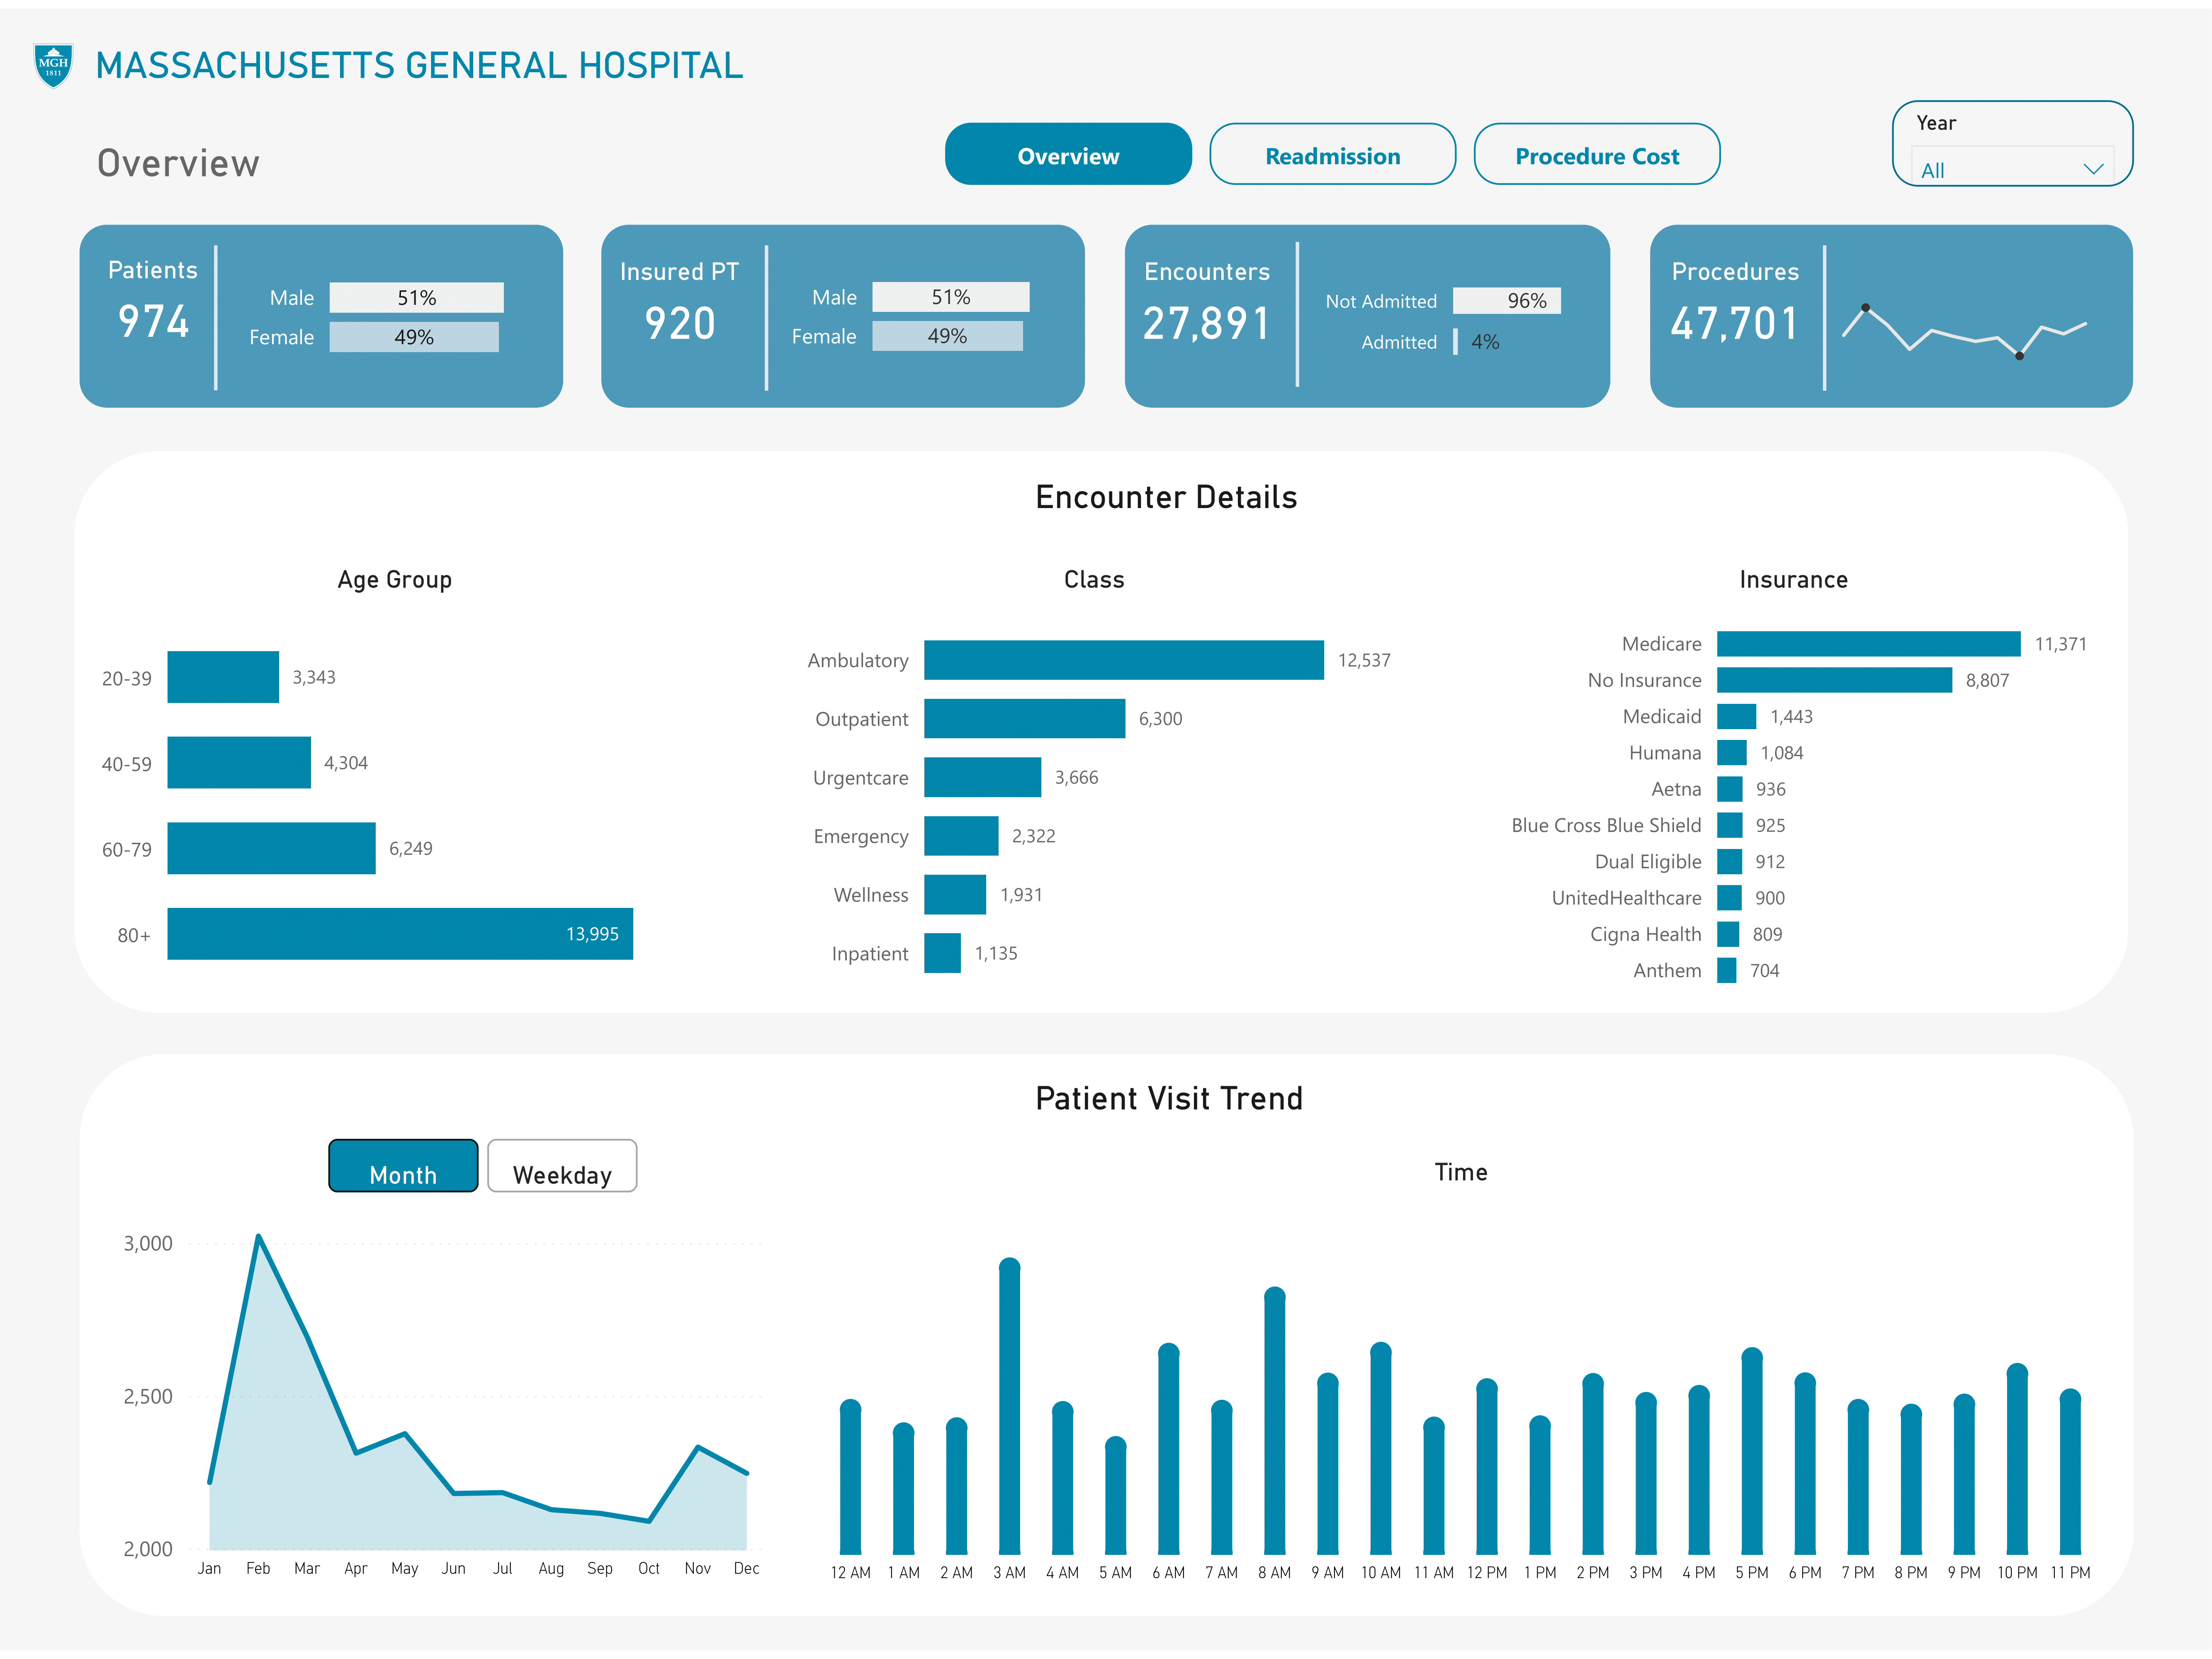 MGH
1811
MASSACHUSETTS GENERAL HOSPITAL
Overview
Overview
Readmission
Procedure Cost
Year
All
Patients
974
Male 51%
Female 49%
Insured PT
920
Male 51%
Female 49%
Encounters
27,891
Not Admitted 96%
Admitted 4%
Procedures
47,701
Encounter Details
Age Group
20-39 3,343
40-59 4,304
60-79 6,249
80+ 13,995
Class
Ambulatory 12,537
Outpatient 6,300
Urgentcare 3,666
Emergency 2,322
Wellness 1,931
Inpatient 1,135
Insurance
Medicare 11,371
No Insurance 8,807
Medicaid 1,443
Humana 1,084
Aetna 936
Blue Cross Blue Shield 925
Dual Eligible 912
UnitedHealthcare 900
Cigna Health 809
Anthem 704
Patient Visit Trend
Month
Weekday
3,000
2,500
2,000
Jan Feb Mar Apr May Jun Jul Aug Sep Oct Nov Dec
Time
12 AM 1 AM 2 AM 3 AM 4 AM 5 AM 6 AM 7 AM 8 AM 9 AM 10 AM 11 AM 12 PM 1 PM 2 PM 3 PM 4 PM 5 PM 6 PM 7 PM 8 PM 9 PM 10 PM 11 PM